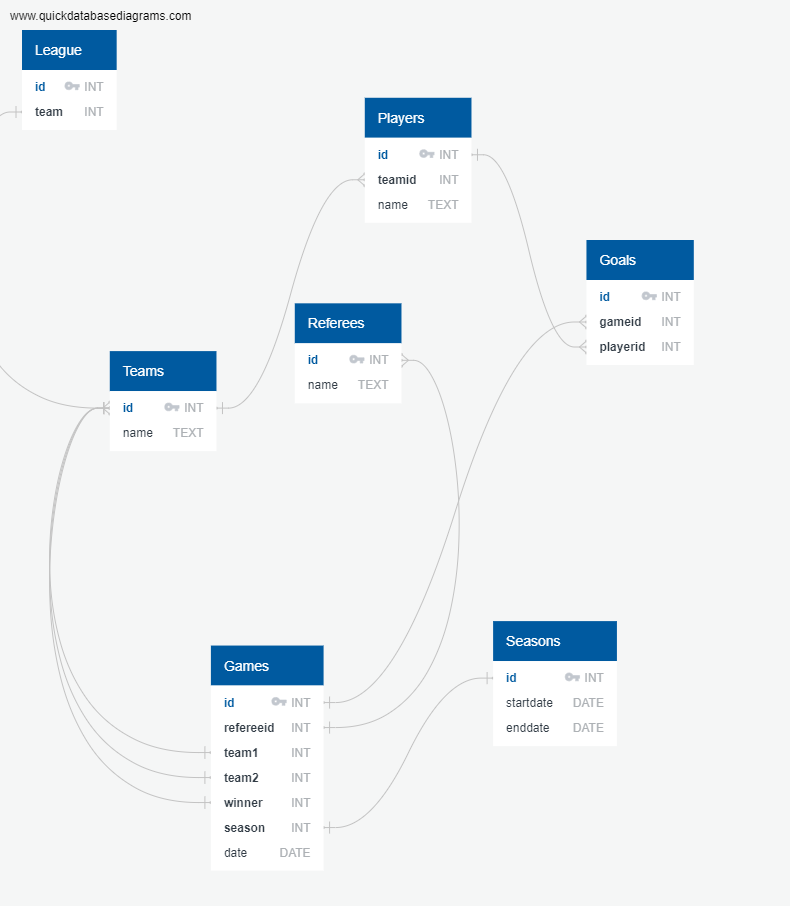 www.quickdatabasediagrams.com
League
id INT
team INT
Players
id INT
teamid INT
name TEXT
Goals
id INT
gameid INT
playerid INT
Referees
id INT
name TEXT
Teams
id INT
name TEXT
Seasons
id INT
startdate DATE
enddate DATE
Games
id INT
refereeid INT
team1 INT
team2 INT
winner INT
season INT
date DATE